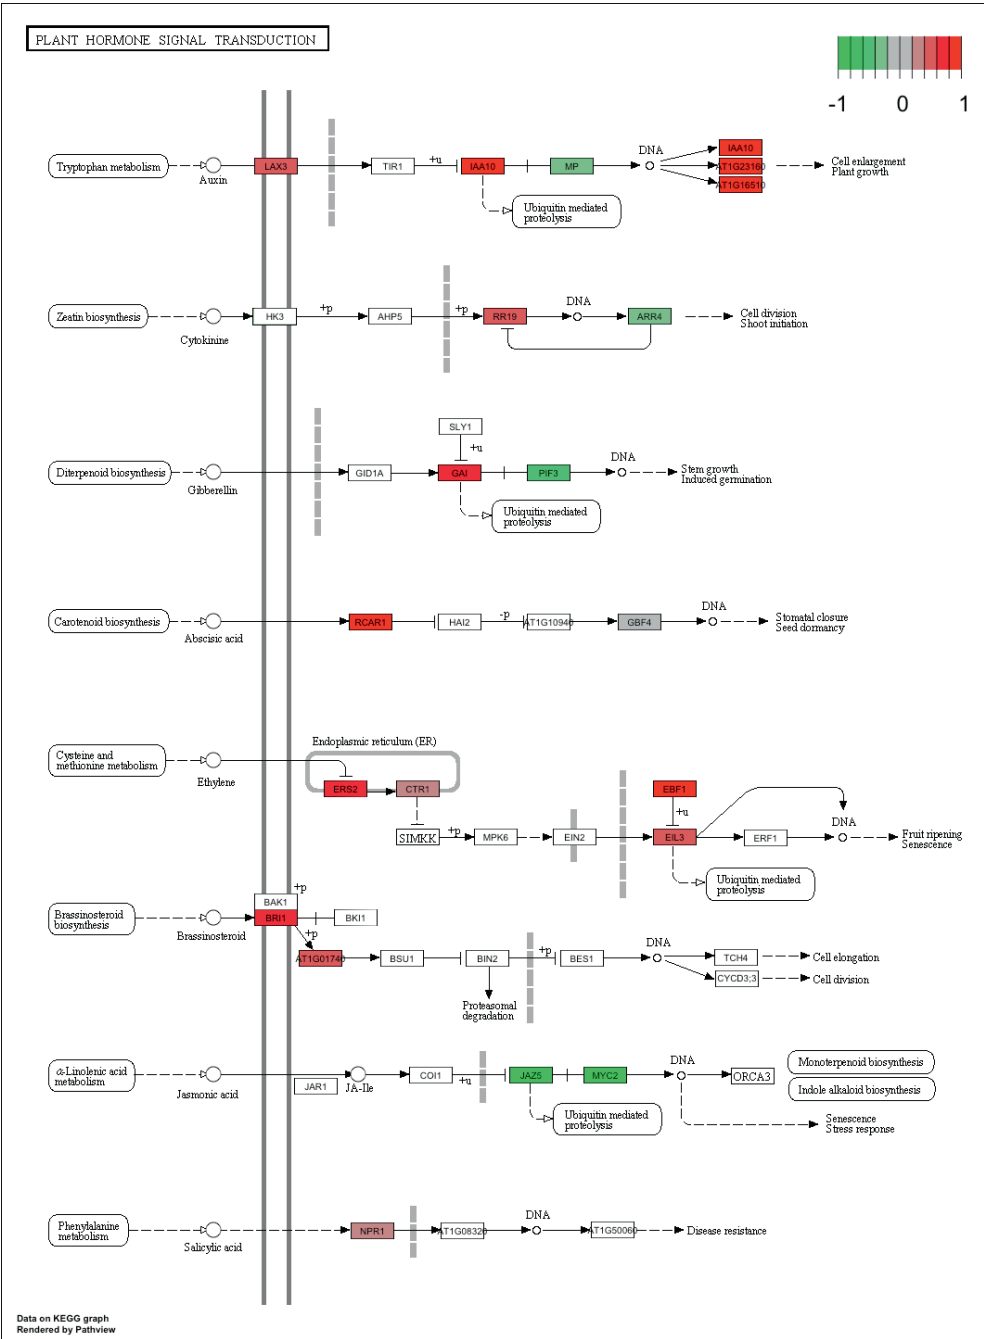 PLANT HORMONE SIGNAL TRANSDUCTION
-1 0 1
Tryptophan metabolism
Auxin
LAX3
TIR1
+u
IAA10
MP
DNA
IAA10
AT1G23160
AT1G16510
Cell enlargement
Plant growth
Ubiquitin mediated
proteolysis
Zeatin biosynthesis
Cytokinine
HK3
+p
AHP5
+p
RR19
DNA
ARR4
Cell division
Shoot initiation
SLY1
+u
Diterpenoid biosynthesis
Gibberellin
GID1A
GAI
PIF3
DNA
Stem growth
Induced germination
Ubiquitin mediated
proteolysis
Carotenoid biosynthesis
Abscisic acid
RCAR1
HAI2
-p
AT1G10940
GBF4
DNA
Stomatal closure
Seed dormancy
Cysteine and
methionine metabolism
Ethylene
Endoplasmic reticulum (ER)
ERS2
CTR1
SIMKK
+p
MPK6
EIN2
EBF1
+u
EIL3
ERF1
DNA
Fruit ripening
Senescence
Ubiquitin mediated
proteolysis
Brassinosteroid
biosynthesis
Brassinosteroid
+p
BAK1
BRI1
BKI1
+p
AT1G01740
BSU1
BIN2
+p
BES1
DNA
TCH4
CYCD3;3
Cell elongation
Cell division
Proteasomal
degradation
α-Linolenic acid
metabolism
Jasmonic acid
JAR1
JA-Ile
COI1
+u
JAZ5
MYC2
DNA
ORCA3
Monoterpenoid biosynthesis
Indole alkaloid biosynthesis
Ubiquitin mediated
proteolysis
Senescence
Stress response
Phenylalanine
metabolism
Salicylic acid
NPR1
AT1G08320
DNA
AT1G50060
Disease resistance
Data on KEGG graph
Rendered by Pathview